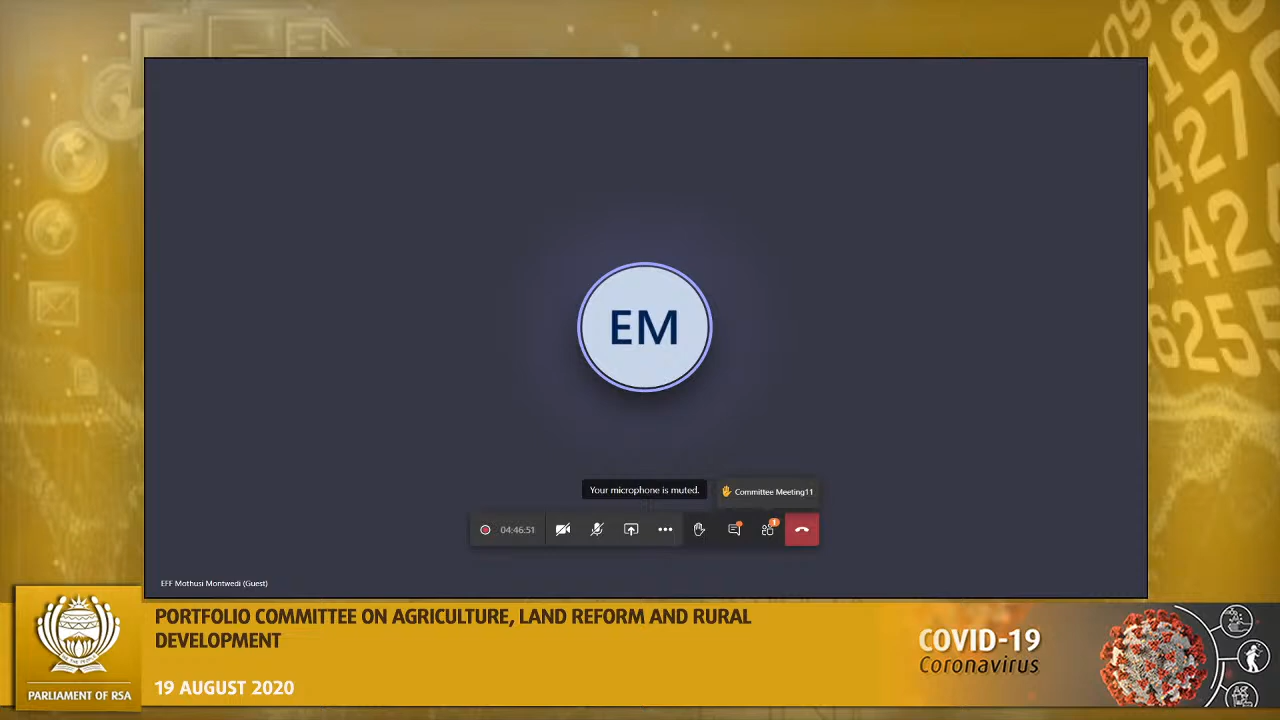 EM
Your microphone is muted.
Committee Meeting11
04:46:51
1
EFF Mothusi Montwedi (Guest)
PORTFOLIO COMMITTEE ON AGRICULTURE, LAND REFORM AND RURAL
DEVELOPMENT
19 AUGUST 2020
PARLIAMENT OF RSA
COVID-19
Coronavirus